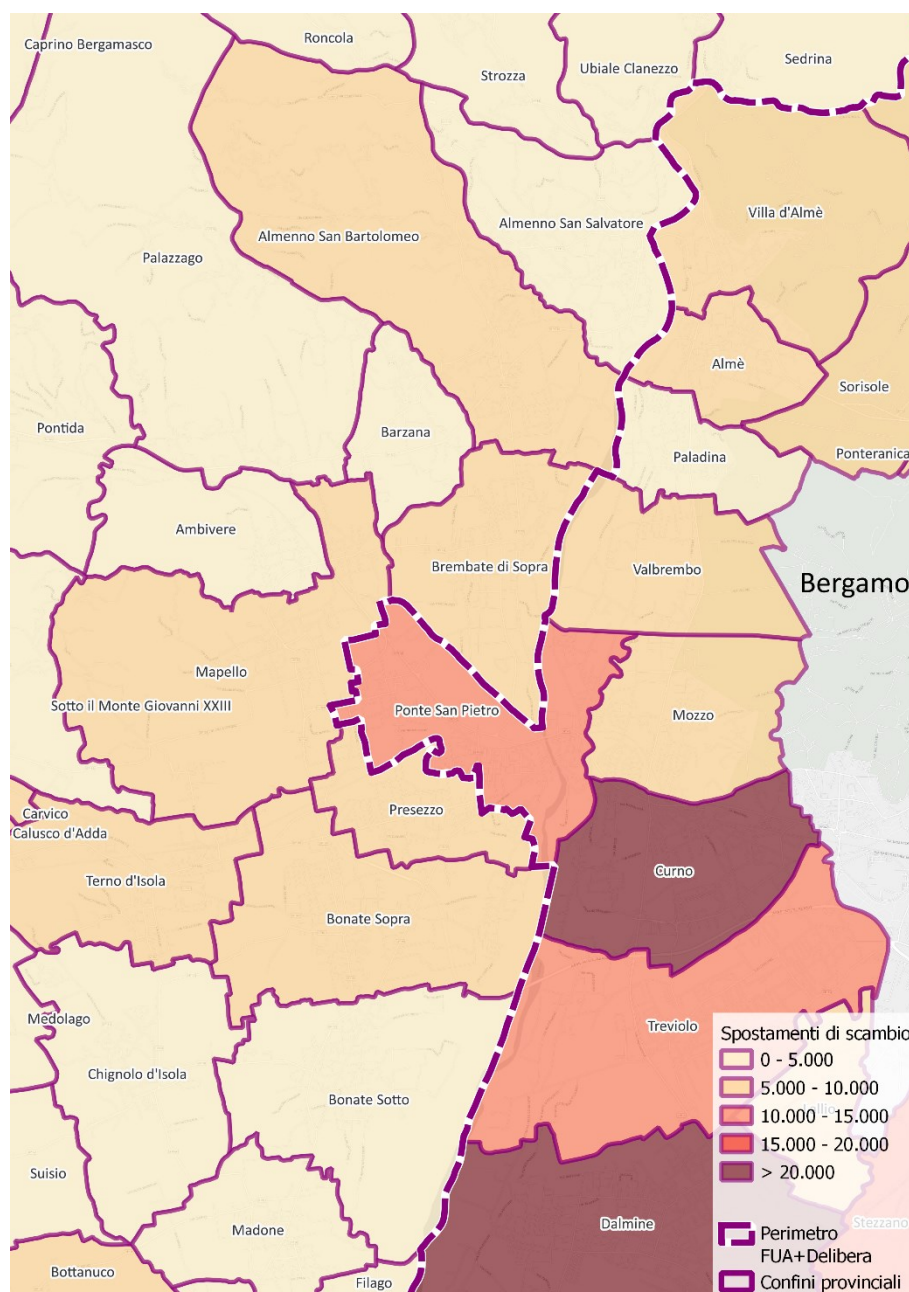 Caprino Bergamasco
Roncola
Strozza
Ubiale Clanezzo
Sedrina
Villa d'Almè
Almenno San Salvatore
Almenno San Bartolomeo
Palazzago
Almè
Sorisole
Pontida
Barzana
Paladina
Ponteranica
Ambivere
Brembate di Sopra
Valbrembo
Bergamo
Mapello
Sotto il Monte Giovanni XXIII
Ponte San Pietro
Mozzo
Carvico
Calusco d'Adda
Presezzo
Terno d'Isola
Curno
Bonate Sopra
Medolago
Treviolo
Chignolo d'Isola
Bonate Sotto
Suisio
Madone
Dalmine
Stezzano
Bottanuco
Filago
Spostamenti di scambio
0 - 5.000
5.000 - 10.000
10.000 - 15.000
15.000 - 20.000
> 20.000
Perimetro
FUA+Delibera
Confini provinciali